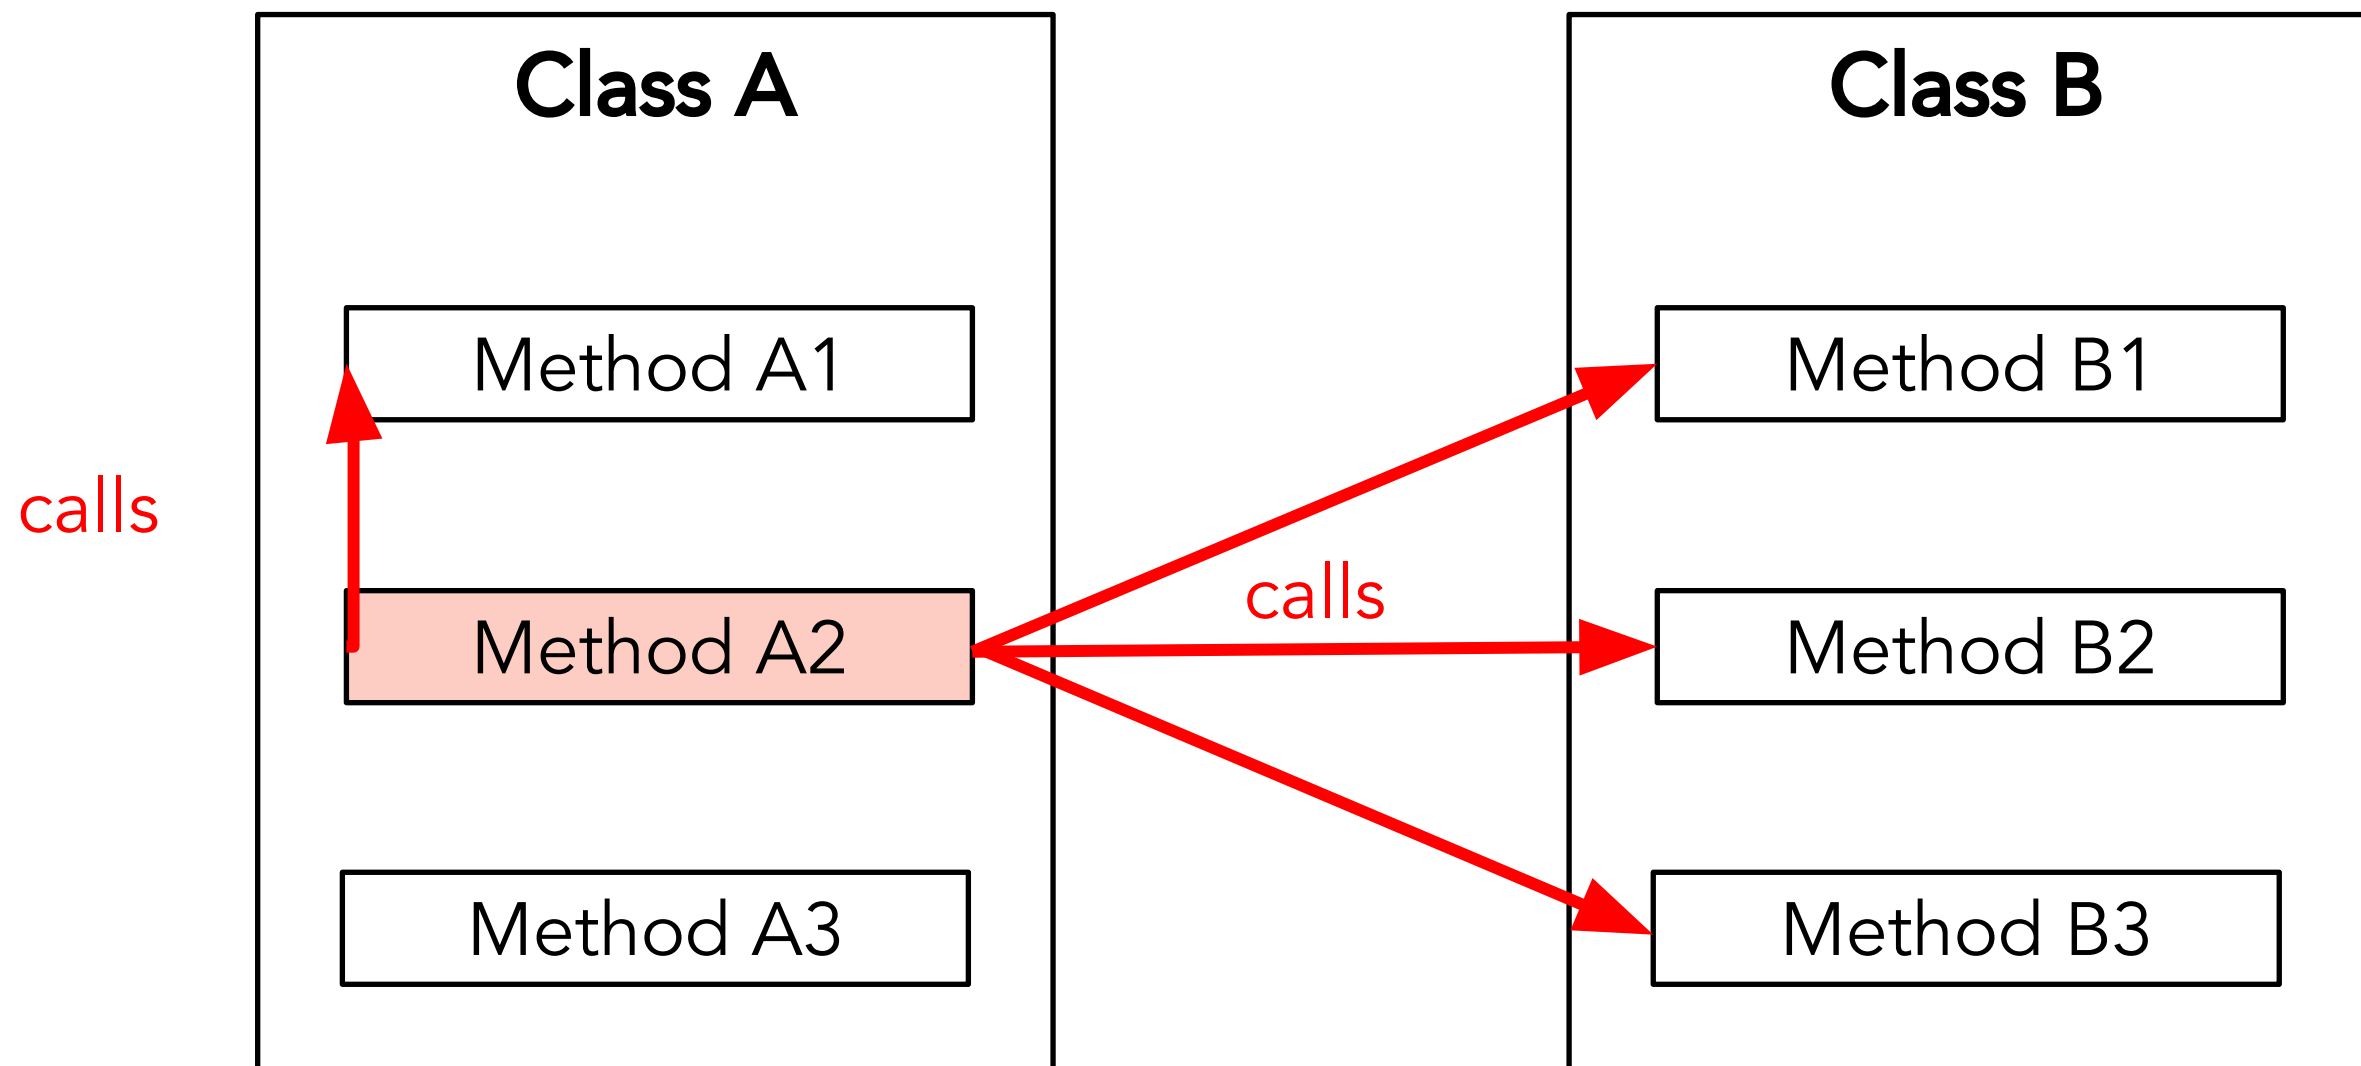 Class A
Class B
Method A1
Method B1
calls
calls
Method A2
Method B2
Method A3
Method B3